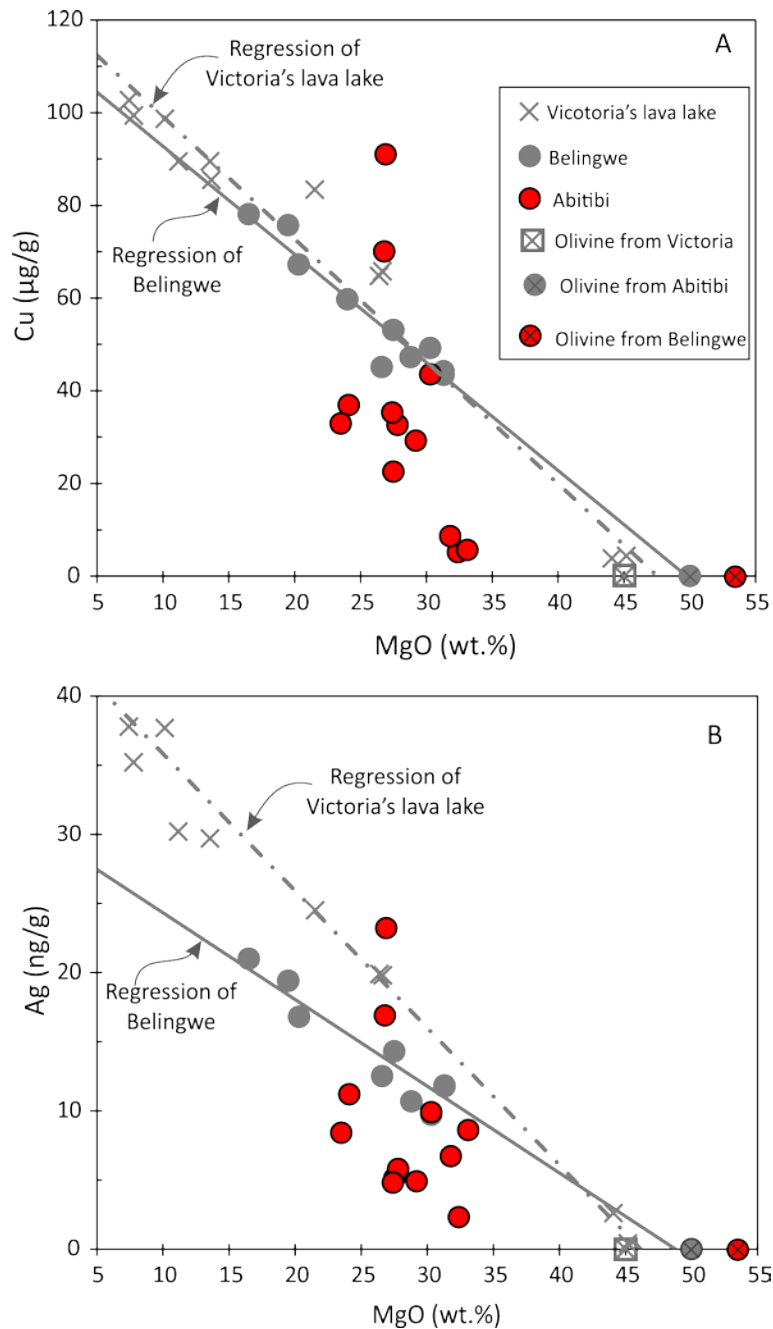 120
A
Regression of
Victoria's lava lake
100
Vicotoria's lava lake
Belingwe
80
Abitibi
Regression of
Belingwe
Olivine from Victoria
Cu (µg/g)
60
Olivine from Abitibi
Olivine from Belingwe
40
20
0
5 10 15 20 25 30 35 40 45 50 55
MgO (wt.%)
40
B
Regression of
Victoria's lava lake
30
Ag (ng/g)
20
Regression of
Belingwe
10
0
5 10 15 20 25 30 35 40 45 50 55
MgO (wt.%)